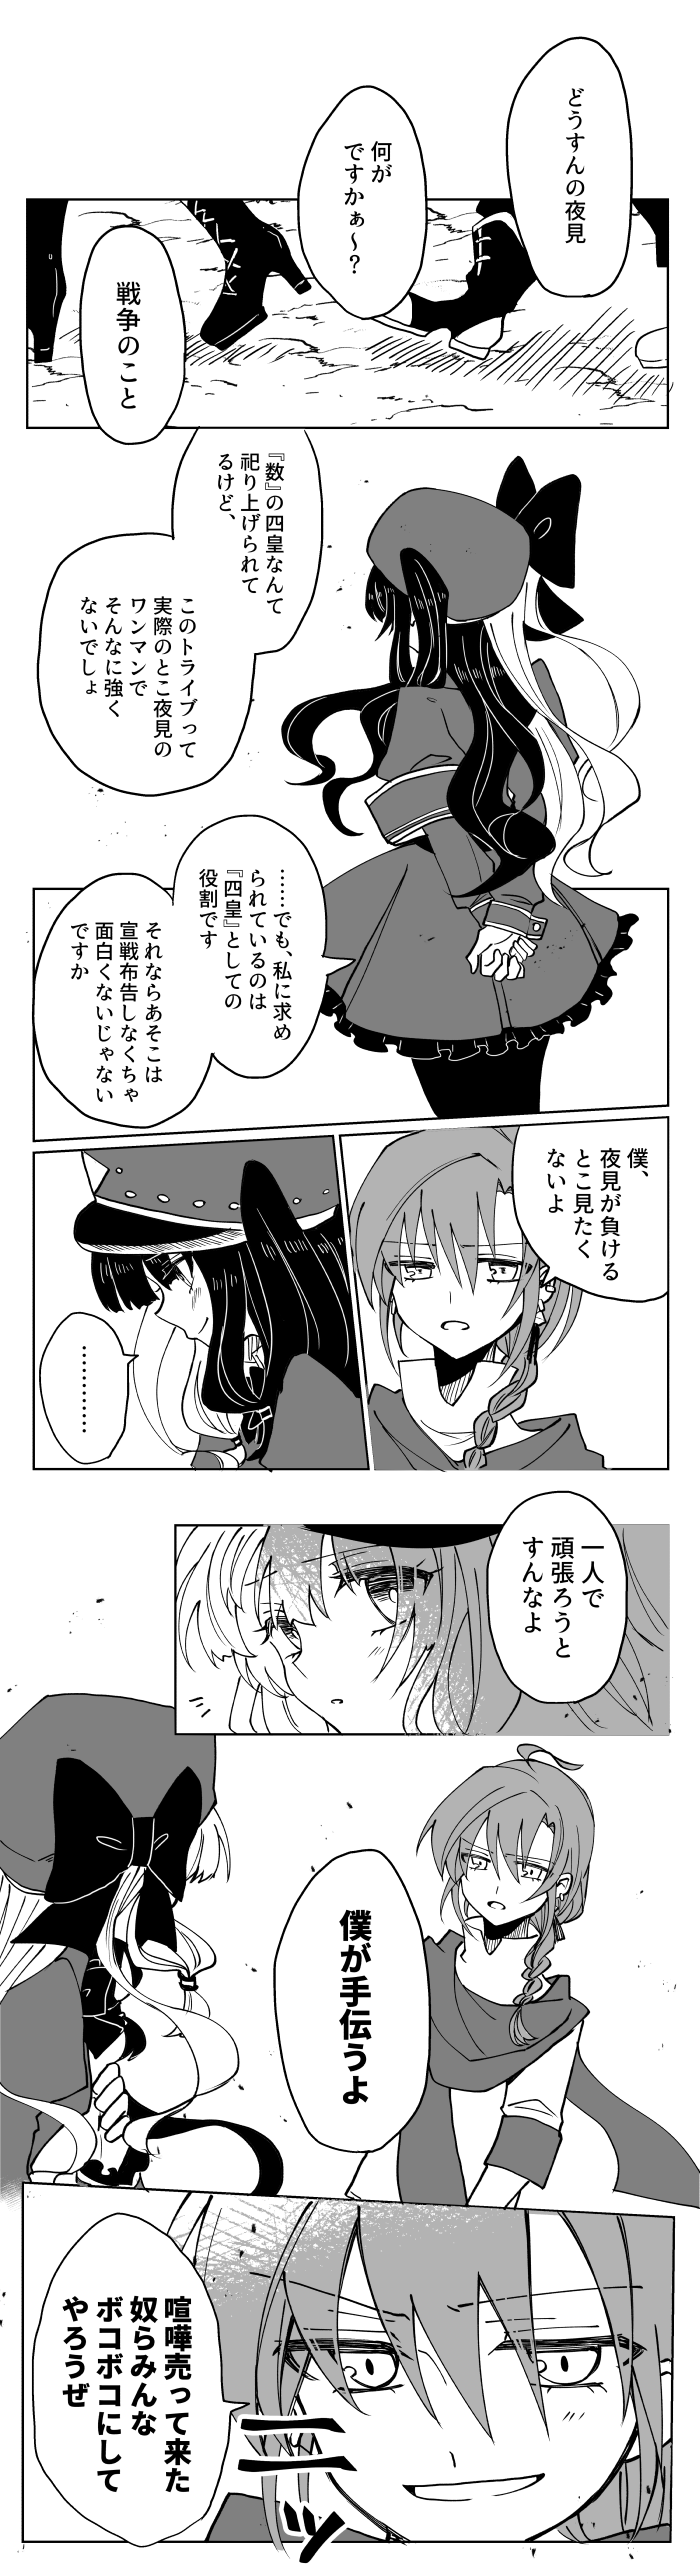 どうすんの夜見
何が
ですかぁ～？
戦争のこと
『数』の四皇なんて
祀り上げられて
るけど、
このトライブって
実際のとこ夜見の
ワンマンで
そんなに強く
ないでしょ
……でも、私に求め
られているのは
『四皇』としての
役割です
それならあそこは
宣戦布告しなくちゃ
面白くないじゃない
ですか
僕、
夜見が負ける
とこ見たく
ないよ
…………
一人で
頑張ろうと
すんなよ
僕が手伝うよ
喧嘩売って来た
奴らみんな
ボコボコにして
やろうぜ
ニッ